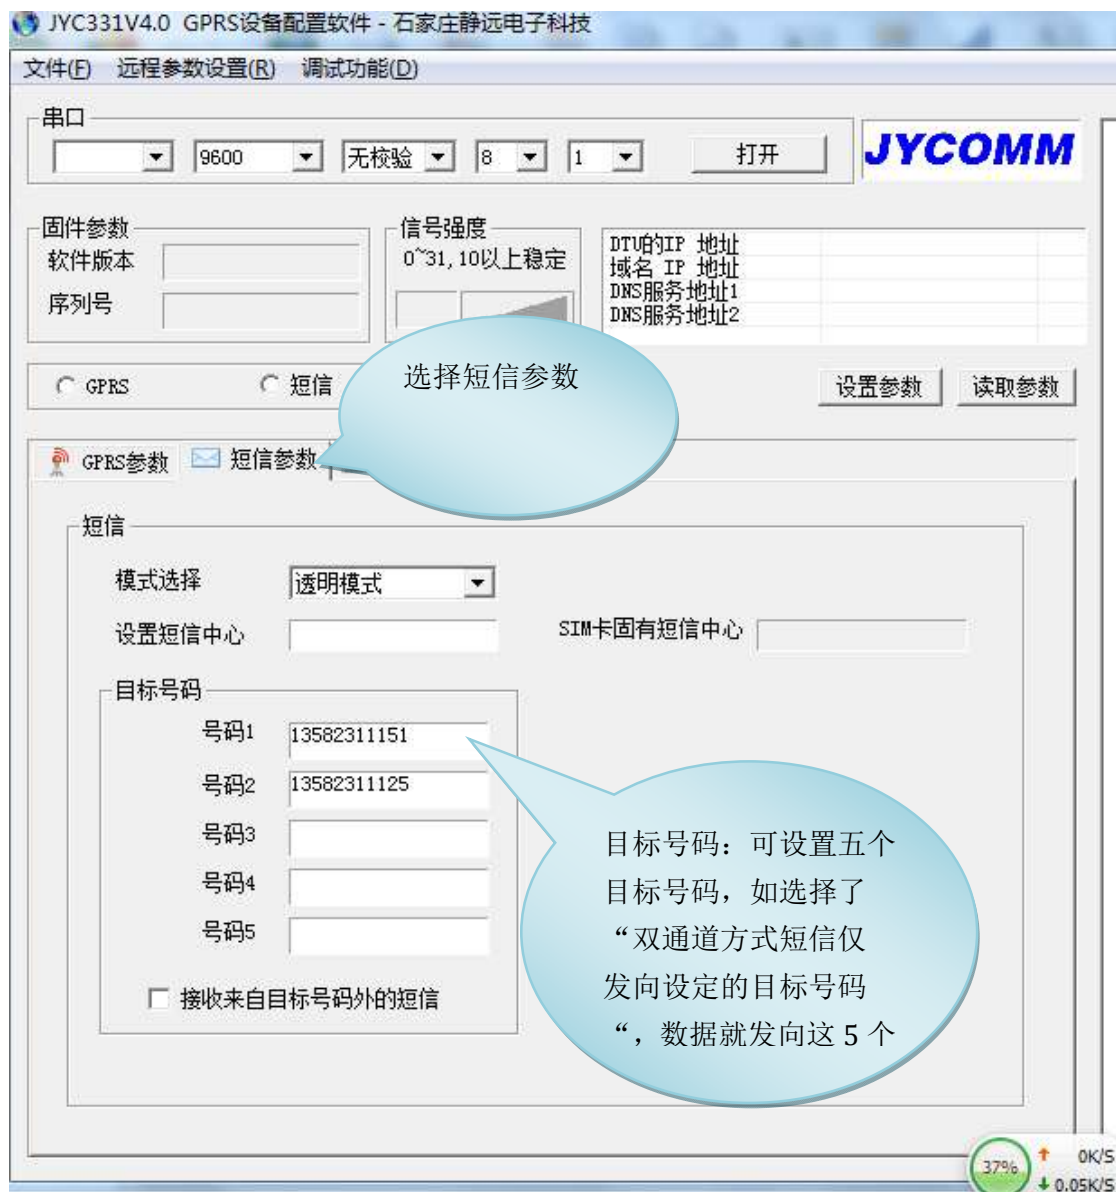 JYC331V4.0 GPRS设备配置软件 - 石家庄静远电子科技
文件(F) 远程参数设置(R) 调试功能(D)
串口
9600 无校验 8 1 打开
JYCOMM
固件参数
软件版本
序列号
信号强度
0~31,10以上稳定
DTU的IP 地址
域名 IP 地址
DNS服务地址1
DNS服务地址2
GPRS 短信
选择短信参数
设置参数 读取参数
GPRS参数 短信参数
短信
模式选择 透明模式
设置短信中心 SIM卡固有短信中心
目标号码
号码1 13582311151
号码2 13582311125
号码3
号码4
号码5
接收来自目标号码外的短信
目标号码：可设置五个
目标号码，如选择了
“双通道方式短信仅
发向设定的目标号码
“，数据就发向这 5 个
37% 0K/S
0.05K/S